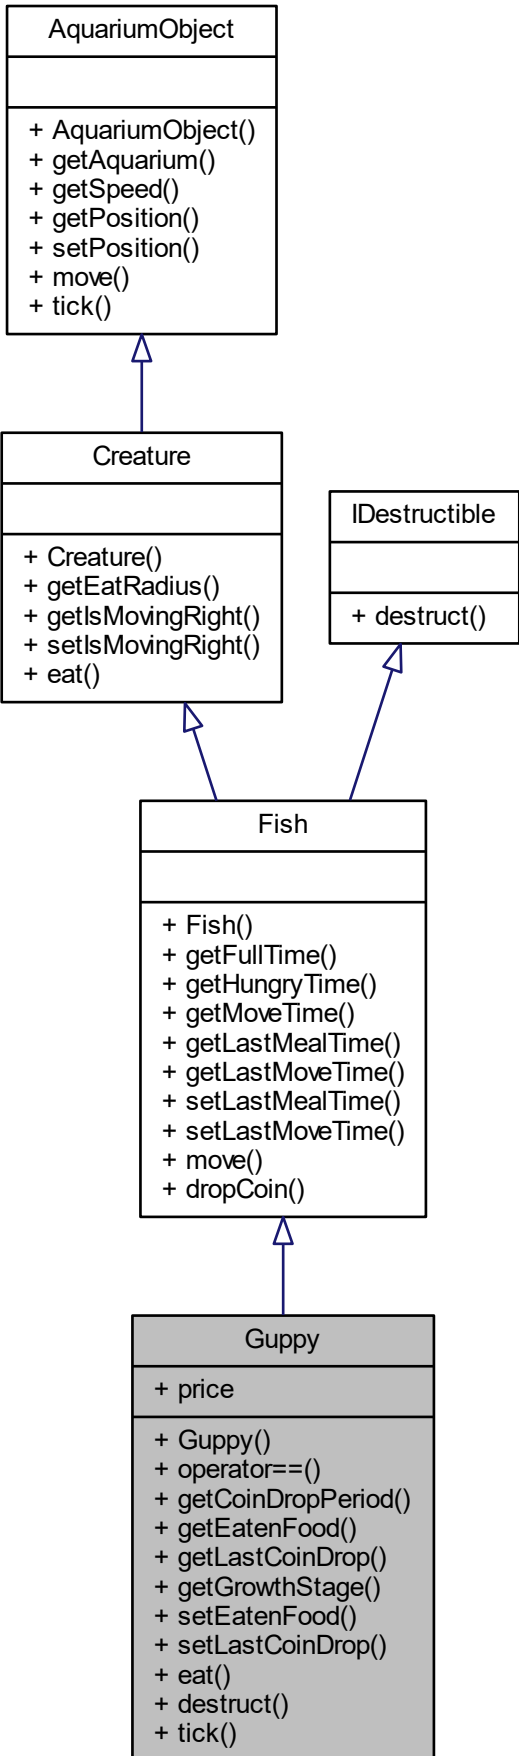 AquariumObject
+ AquariumObject()
+ getAquarium()
+ getSpeed()
+ getPosition()
+ setPosition()
+ move()
+ tick()
Creature
+ Creature()
+ getEatRadius()
+ getIsMovingRight()
+ setIsMovingRight()
+ eat()
IDestructible
+ destruct()
Fish
+ Fish()
+ getFullTime()
+ getHungryTime()
+ getMoveTime()
+ getLastMealTime()
+ getLastMoveTime()
+ setLastMealTime()
+ setLastMoveTime()
+ move()
+ dropCoin()
Guppy
+ price
+ Guppy()
+ operator==()
+ getCoinDropPeriod()
+ getEatenFood()
+ getLastCoinDrop()
+ getGrowthStage()
+ setEatenFood()
+ setLastCoinDrop()
+ eat()
+ destruct()
+ tick()